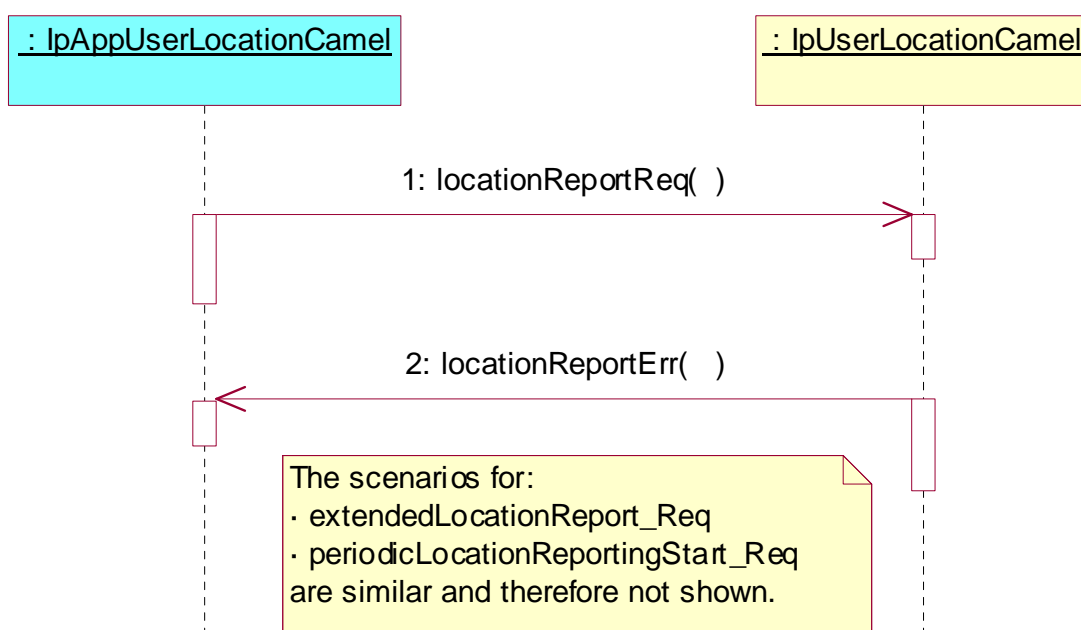 : IpAppUserLocationCamel
: IpUserLocationCamel
1: locationReportReq(  )
2: locationReportErr(   )
The scenarios for:
· extendedLocationReport_Req
· periodicLocationReportingStart_Req
are similar and therefore not shown.